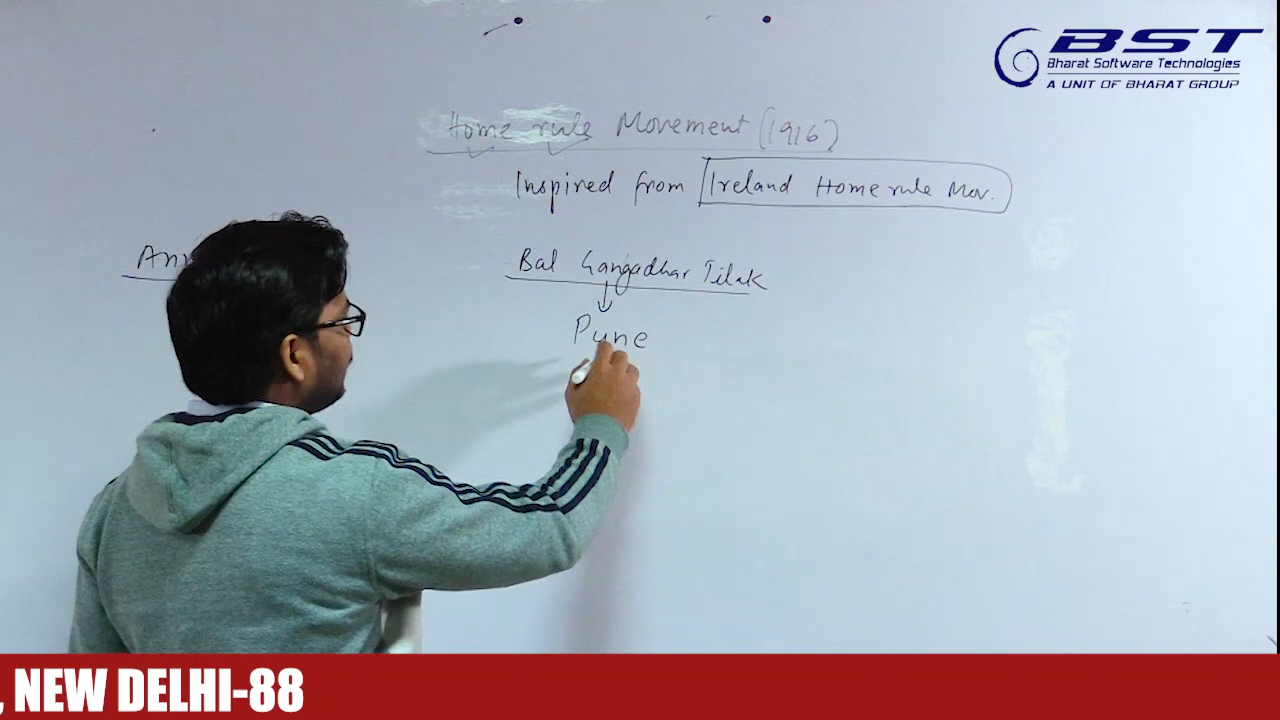 BST
Bharat Software Technologies
A UNIT OF BHARAT GROUP
Home rule Movement (1916)
Inspired from Ireland Home rule Mov.
Bal Gangadhar Tilak
Pune
, NEW DELHI-88